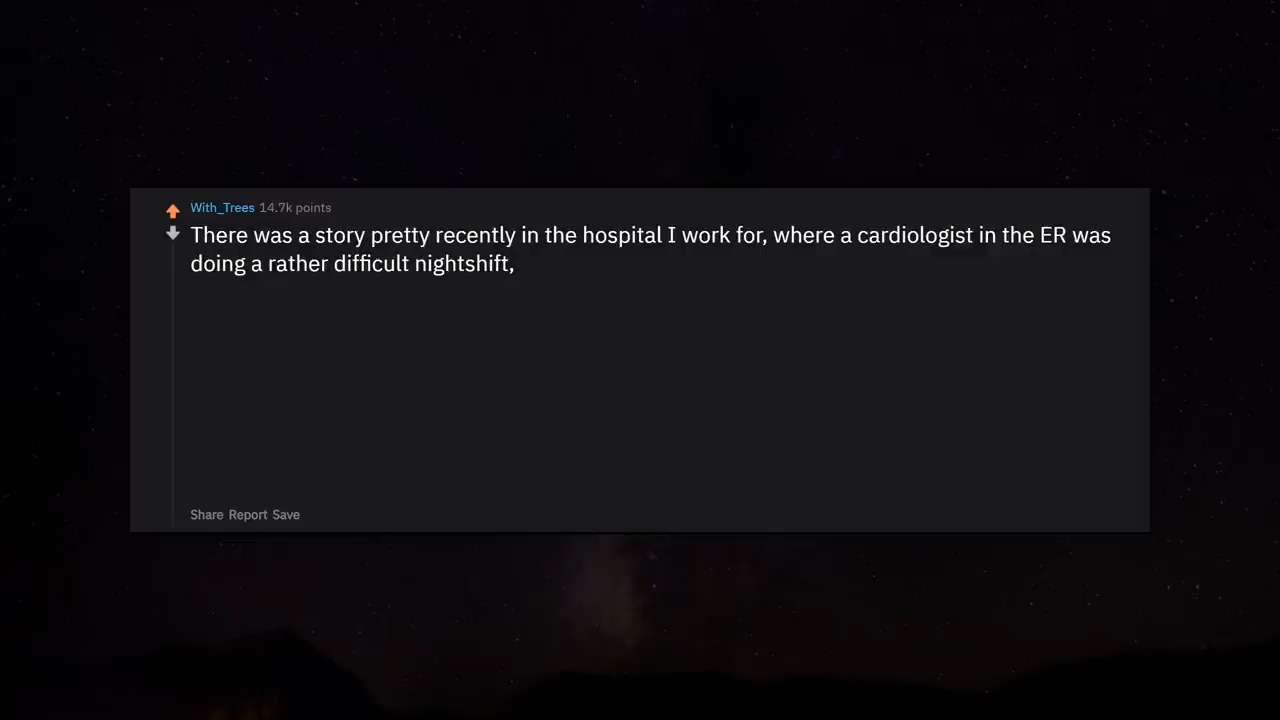 With_Trees 14.7k points
There was a story pretty recently in the hospital I work for, where a cardiologist in the ER was
doing a rather difficult nightshift,
Share Report Save